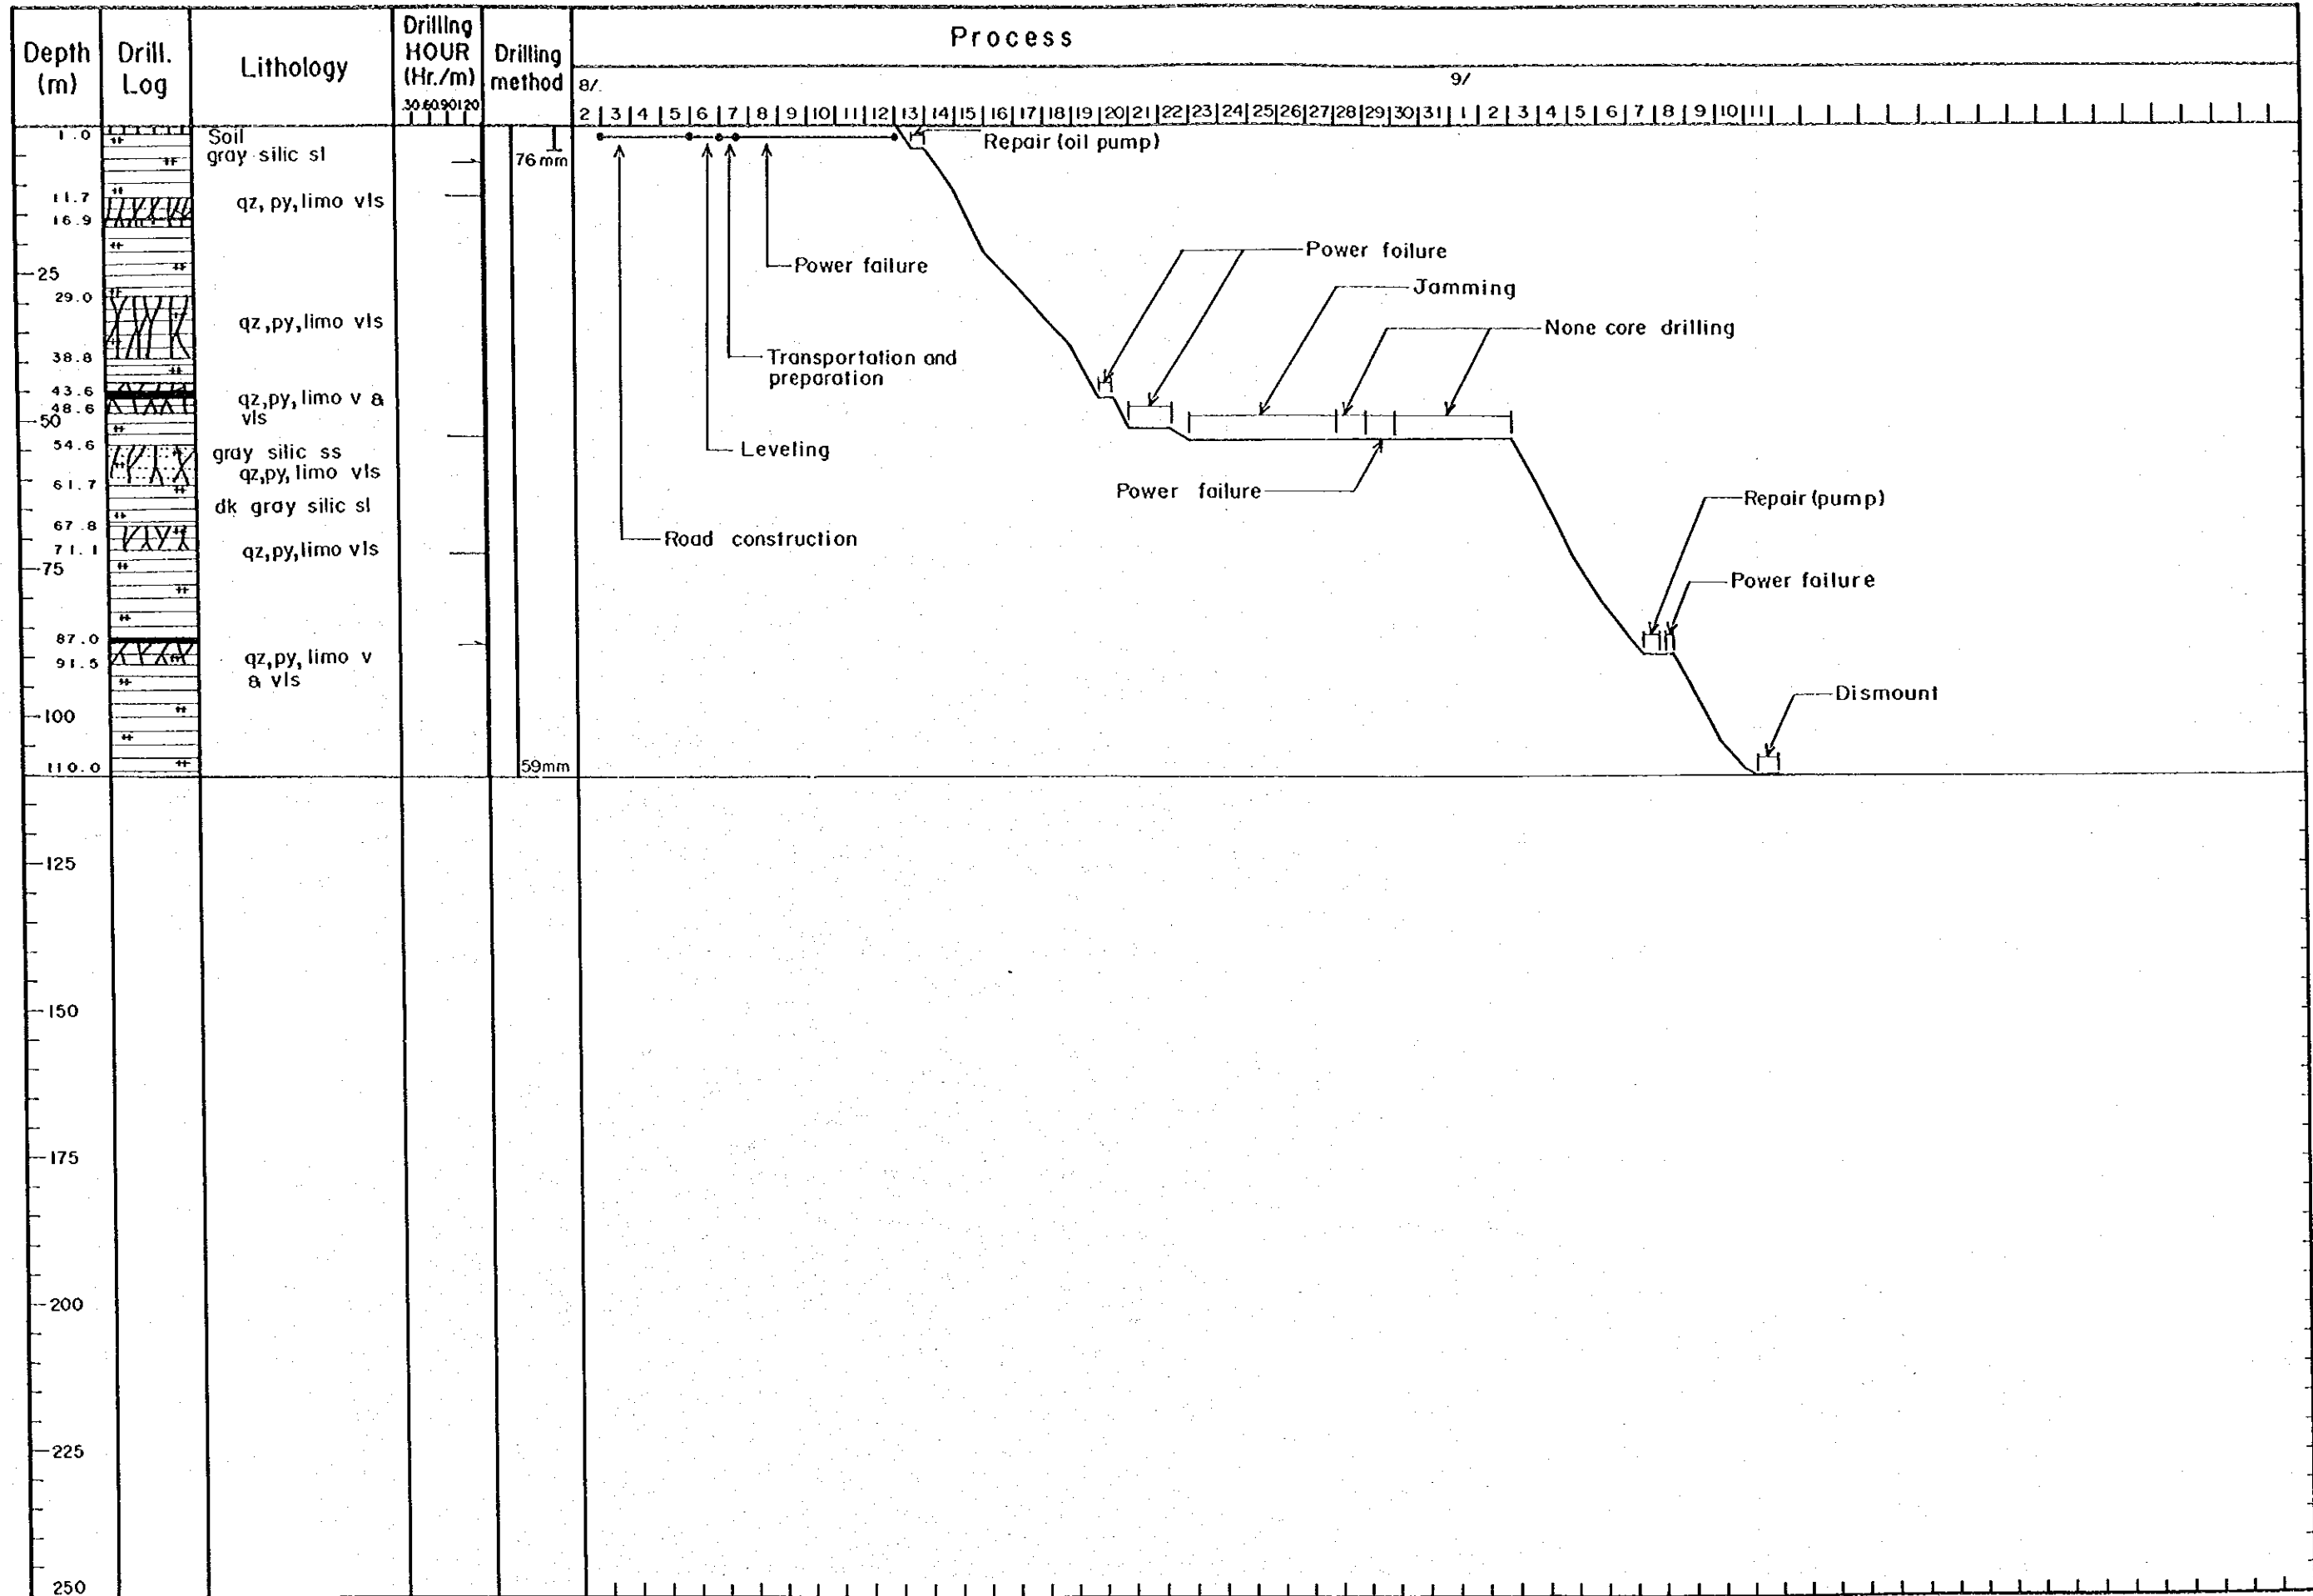 Process
Depth
(m)
Drill.
Log
Lithology
Drilling
HOUR
(Hr./m)
30 60 90 120
Drilling
method
8/
9/
2 3 4 5 6 7 8 9 10 11 12 13 14 15 16 17 18 19 20 21 22 23 24 25 26 27 28 29 30 31 1 2 3 4 5 6 7 8 9 10 11
1.0
Soil
gray silic sl
76 mm
Repair (oil pump)
11.7
qz, py, limo vls
16.9
Power foilure
Power failure
25
29.0
Jamming
qz, py, limo vls
None core drilling
38.8
Transportation and
preparation
43.6
qz, py, limo v &
vls
48.6
50
54.6
Leveling
gray silic ss
qz, py, limo vls
61.7
Power failure
dk gray silic sl
Repair (pump)
67.8
Road construction
71.1
qz, py, limo vls
75
Power failure
87.0
91.5
qz, py, limo v
& vls
Dismount
100
110.0
59mm
125
150
175
200
225
250